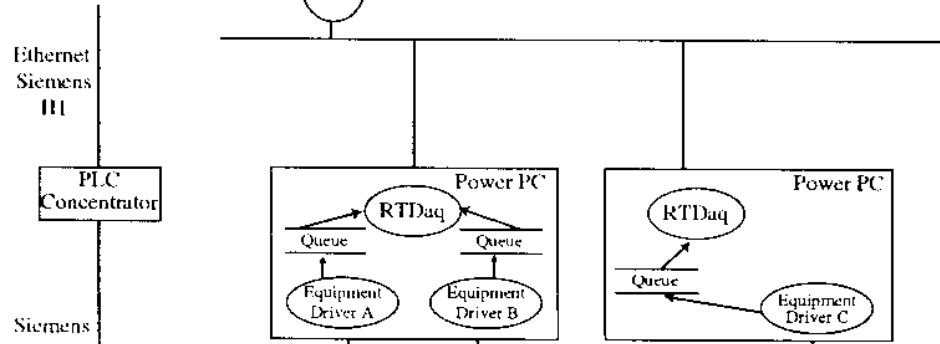 Ethernet
Siemens
H1
PLC
Concentrator
Siemens
Power PC
RTDaq
Queue
Queue
Equipment
Driver A
Equipment
Driver B
Power PC
RTDaq
Queue
Equipment
Driver C